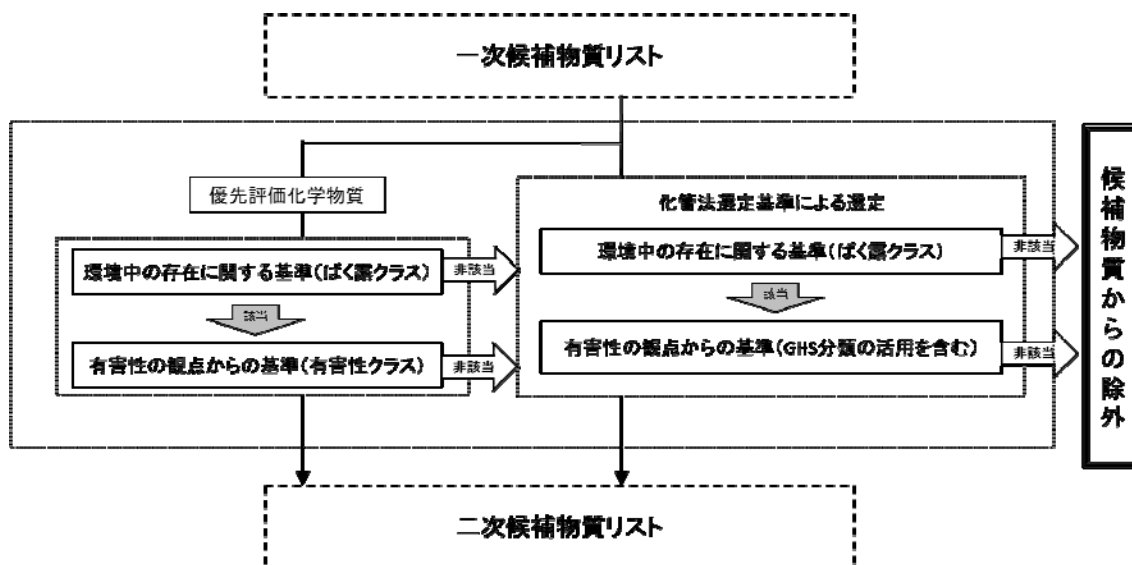 一次候補物質リスト
優先評価化学物質
環境中の存在に関する基準(ばく露クラス)
非該当
該当
有害性の観点からの基準(有害性クラス)
非該当
化管法選定基準による選定
環境中の存在に関する基準(ばく露クラス)
非該当
該当
有害性の観点からの基準(GHS分類の活用を含む)
非該当
候補物質からの除外
二次候補物質リスト